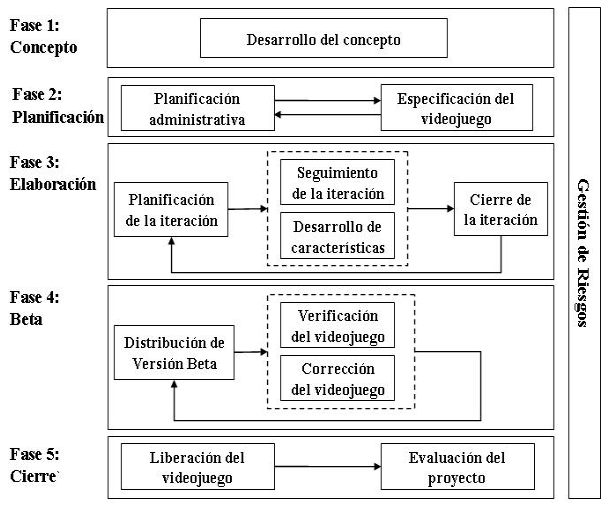 Fase 1:
Concepto
Desarrollo del concepto
Fase 2:
Planificación
Planificación
administrativa
Especificación del
videojuego
Fase 3:
Elaboración
Planificación
de la iteración
Seguimiento
de la iteración
Desarrollo de
características
Cierre de
la iteración
Fase 4:
Beta
Distribución de
Versión Beta
Verificación
del videojuego
Corrección
del videojuego
Fase 5:
Cierre`
Liberación del
videojuego
Evaluación del
proyecto
Gestión de Riesgos